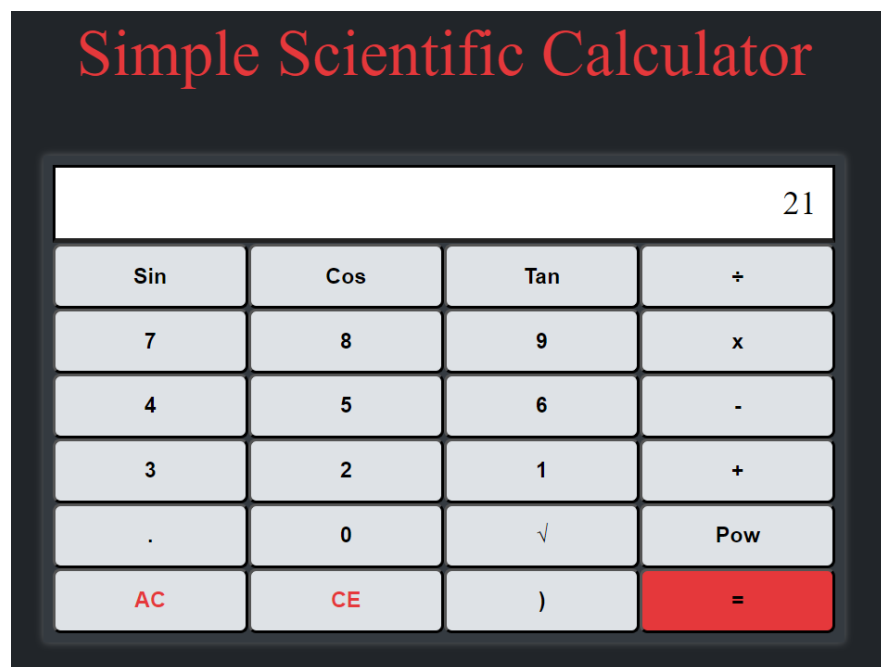 Simple Scientific Calculator
21
Sin Cos Tan ÷
7 8 9 x
4 5 6 -
3 2 1 +
. 0 √ Pow
AC CE ) =